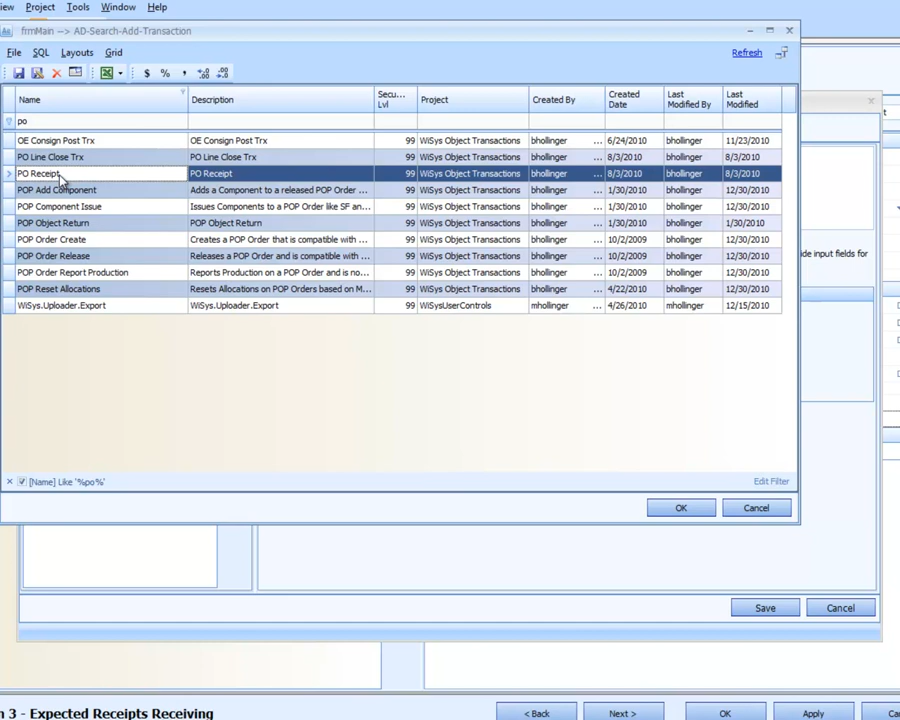 iew Project Tools Window Help
frmMain --> AD-Search-Add-Transaction
File SQL Layouts Grid
Refresh
$ % ,
Name Description Secu... Lvl Project Created By Created Date Last Modified By Last Modified
po
OE Consign Post Trx OE Consign Post Trx 99 WiSys Object Transactions bhollinger 6/24/2010 11/23/2010
PO Line Close Trx PO Line Close Trx 99 WiSys Object Transactions bhollinger ... 8/3/2010 bhollinger 8/3/2010
PO Receipt PO Receipt 99 WiSys Object Transactions bhollinger ... 8/3/2010 bhollinger 8/3/2010
POP Add Component Adds a Component to a released POP Order ... 99 WiSys Object Transactions bhollinger ... 1/30/2010 bhollinger 12/30/2010
POP Component Issue Issues Components to a POP Order like SF an... 99 WiSys Object Transactions bhollinger ... 1/30/2010 bhollinger 12/30/2010
POP Object Return POP Object Return 99 WiSys Object Transactions bhollinger ... 1/30/2010 bhollinger 1/30/2010
POP Order Create Creates a POP Order that is compatible with ... 99 WiSys Object Transactions bhollinger ... 10/2/2009 bhollinger 12/30/2010
POP Order Release Releases a POP Order and is compatible with ... 99 WiSys Object Transactions bhollinger ... 10/2/2009 bhollinger 12/30/2010
POP Order Report Production Reports Production on a POP Order and is no... 99 WiSys Object Transactions bhollinger ... 10/2/2009 bhollinger 12/30/2010
POP Reset Allocations Resets Allocations on POP Orders based on M... 99 WiSys Object Transactions bhollinger ... 4/22/2010 bhollinger 12/30/2010
WiSys.Uploader.Export WiSys.Uploader.Export 99 WiSysUserControls mhollinger ... 4/26/2010 mhollinger 12/15/2010
ide input fields for
[Name] Like '%po%' Edit Filter
OK Cancel
Save Cancel
n 3 - Expected Receipts Receiving < Back Next > OK Apply Ca